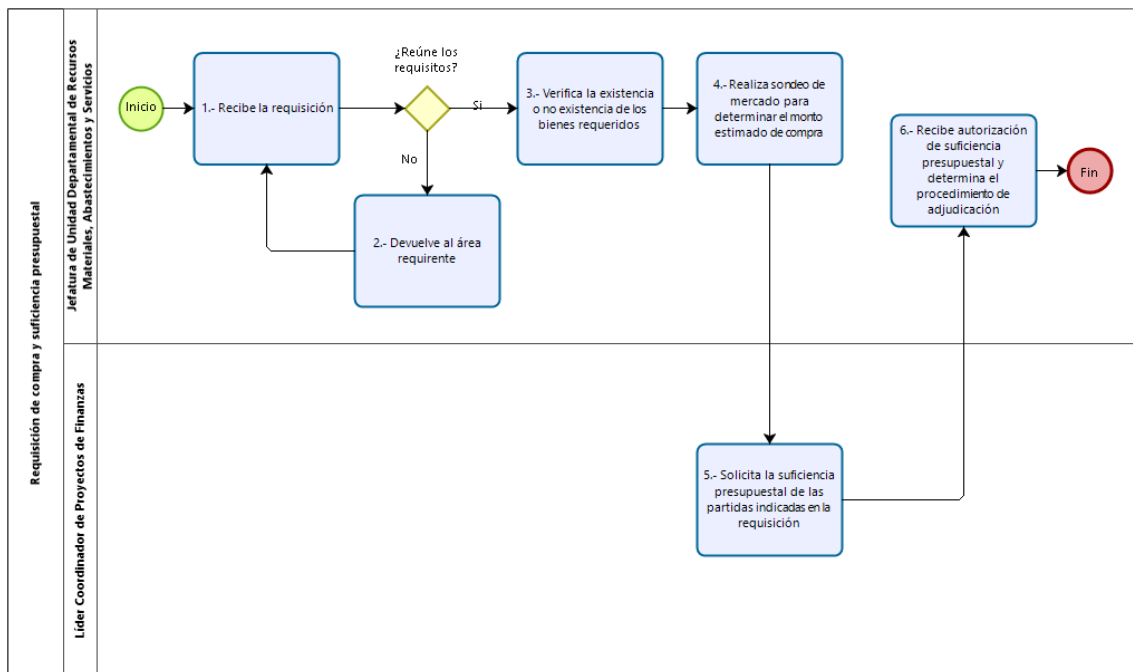 Requisición de compra y suficiencia presupuestal
Jefatura de Unidad Departamental de Recursos
Materiales, Abastecimientos y Servicios
Inicio
1.- Recibe la requisición
¿Reúne los
requisitos?
Si
No
2.- Devuelve al área
requirente
3.- Verifica la existencia
o no existencia de los
bienes requeridos
4.- Realiza sondeo de
mercado para
determinar el monto
estimado de compra
6.- Recibe autorización
de suficiencia
presupuestal y
determina el
procedimiento de
adjudicación
Fin
Líder Coordinador de Proyectos de Finanzas
5.- Solicita la suficiencia
presupuestal de las
partidas indicadas en la
requisición